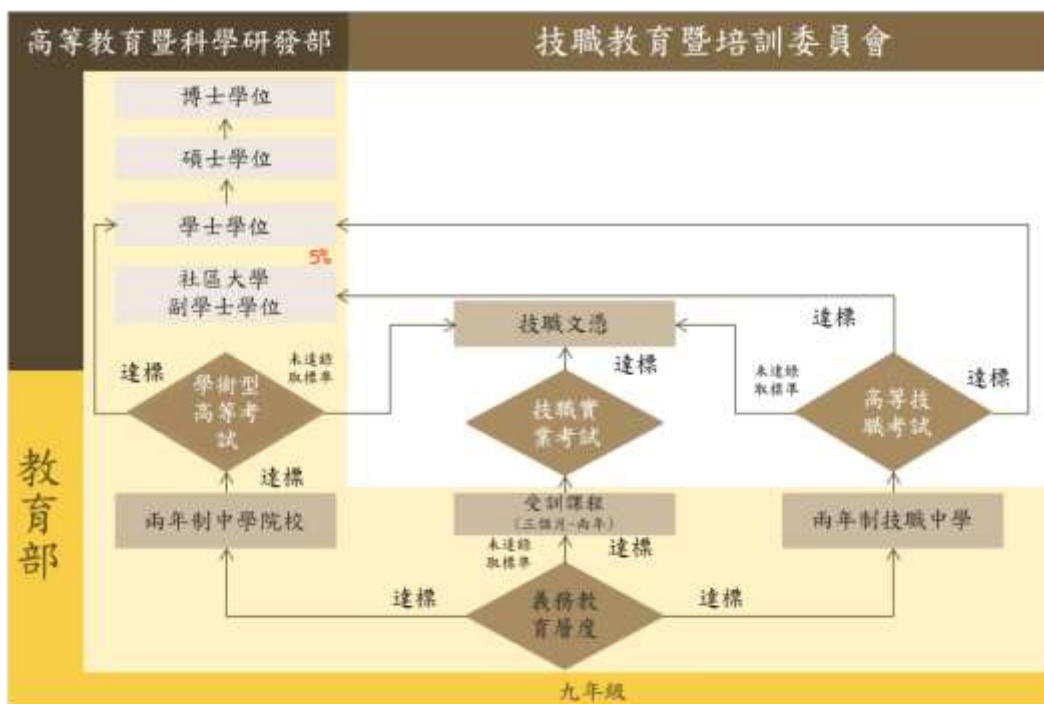 高等教育暨科學研發部
技職教育暨培訓委員會
博士學位
碩士學位
學士學位
5%
社區大學
副學士學位
技職文憑
達標
達標
未達錄
取標準
學術型
高等考
試
達標
技職實
業考試
未達錄
取標準
高等技
職考試
達標
教育部
達標
兩年制中學院校
受訓課程
(三個月-兩年)
兩年制技職中學
未達錄
取標準
達標
達標
義務教
育層度
達標
九年級